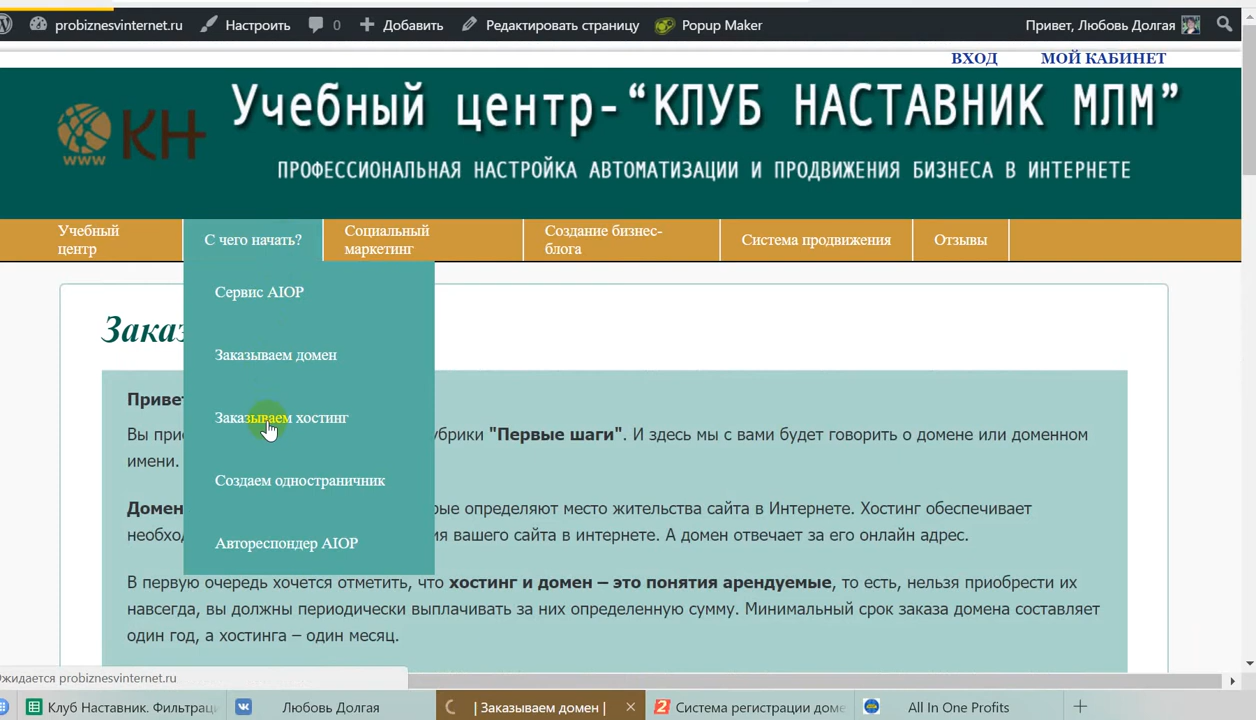 probiznesvinternet.ru Настроить 0 Добавить Редактировать страницу Popup Maker Привет, Любовь Долгая
ВХОД МОЙ КАБИНЕТ
www КН
Учебный центр-“КЛУБ НАСТАВНИК МЛМ”
ПРОФЕССИОНАЛЬНАЯ НАСТРОЙКА АВТОМАТИЗАЦИИ И ПРОДВИЖЕНИЯ БИЗНЕСА В ИНТЕРНЕТЕ
Учебный центр
С чего начать?
Социальный маркетинг
Создание бизнес-блога
Система продвижения
Отзывы
Сервис AIOP
Заказываем домен
Заказываем хостинг
Создаем одностраничник
Автореспондер AIOP
Заказ
Привет
Вы при рубрики "Первые шаги". И здесь мы с вами будет говорить о домене или доменном
имени.
Домен рые определяют место жительства сайта в Интернете. Хостинг обеспечивает
необход ия вашего сайта в интернете. А домен отвечает за его онлайн адрес.
В первую очередь хочется отметить, что хостинг и домен – это понятия арендуемые, то есть, нельзя приобрести их
навсегда, вы должны периодически выплачивать за них определенную сумму. Минимальный срок заказа домена составляет
один год, а хостинга – один месяц.
Ожидается probiznesvinternet.ru
Клуб Наставник. Фильтрац Любовь Долгая | Заказываем домен | Система регистрации доме All In One Profits